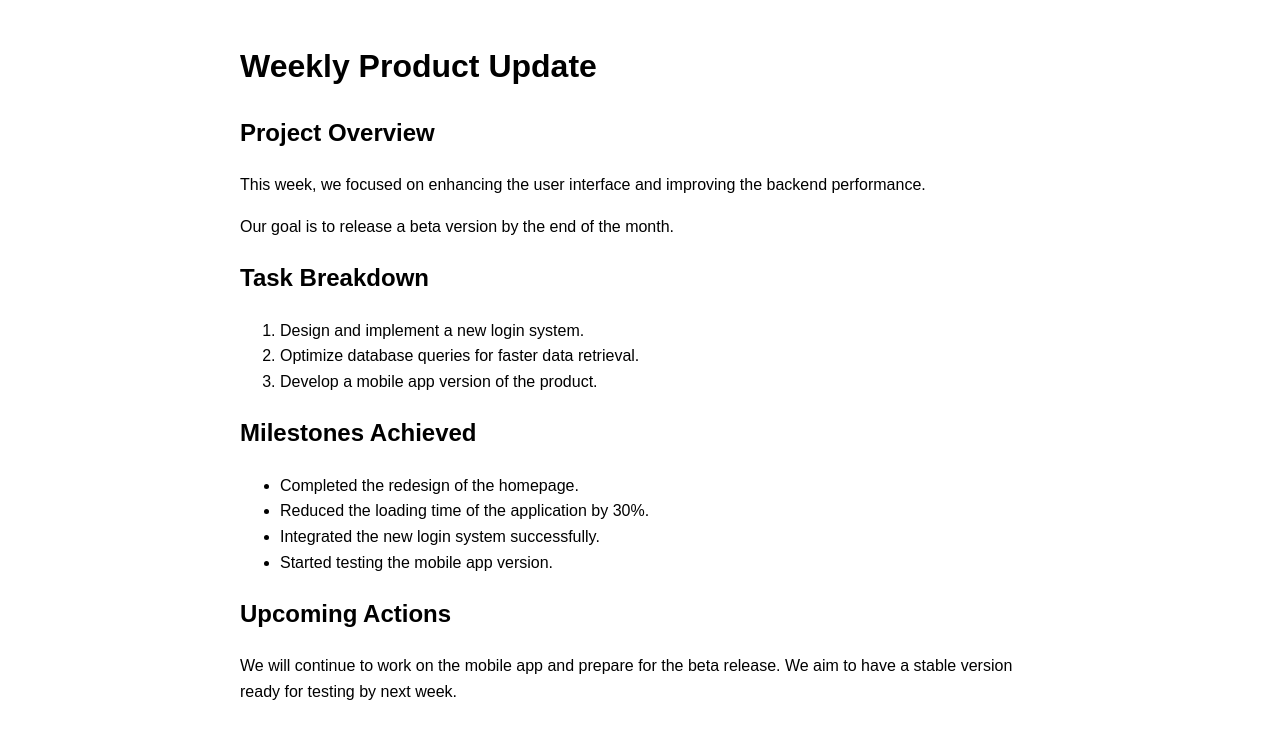 Weekly Product Update
Project Overview
This week, we focused on enhancing the user interface and improving the backend performance.
Our goal is to release a beta version by the end of the month.
Task Breakdown
1. Design and implement a new login system.
2. Optimize database queries for faster data retrieval.
3. Develop a mobile app version of the product.
Milestones Achieved
• Completed the redesign of the homepage.
• Reduced the loading time of the application by 30%.
• Integrated the new login system successfully.
• Started testing the mobile app version.
Upcoming Actions
We will continue to work on the mobile app and prepare for the beta release. We aim to have a stable version
ready for testing by next week.